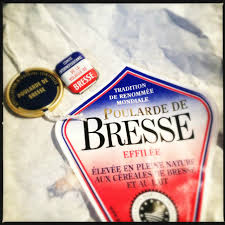 POULARDE DE
BRESSE
BRESSE
TRADITION
DE RENOMMÉE
MONDIALE
POULARDE DE
BRESSE
EFFILÉE
ÉLEVÉE EN PLEINE NATURE
AUX CÉRÉALES DE BRESSE
ET AU LAIT